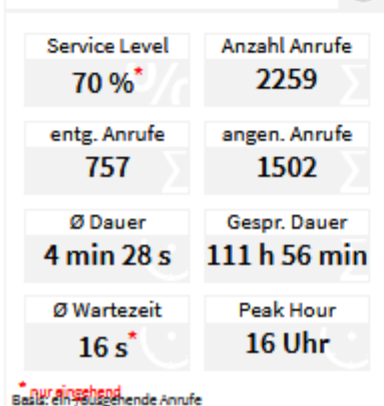 Service Level
70 %*
Anzahl Anrufe
2259
entg. Anrufe
757
angen. Anrufe
1502
Ø Dauer
4 min 28 s
Gespr. Dauer
111 h 56 min
Ø Wartezeit
16 s*
Peak Hour
16 Uhr
* nur eingehend
Basis: ein-/ausgehende Anrufe